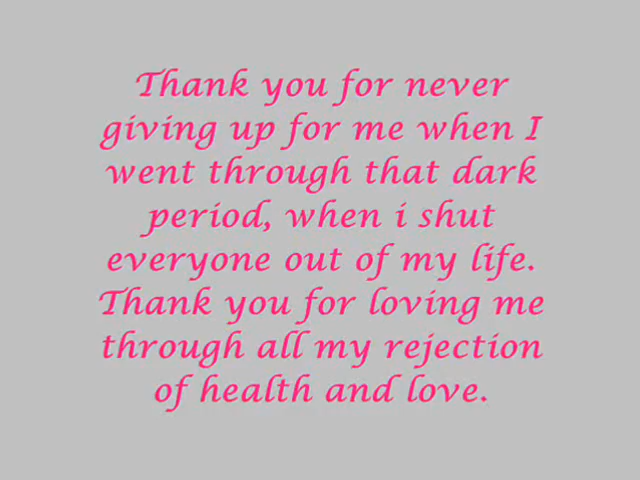 Thank you for never
giving up for me when I
went through that dark
period, when i shut
everyone out of my life.
Thank you for loving me
through all my rejection
of health and love.